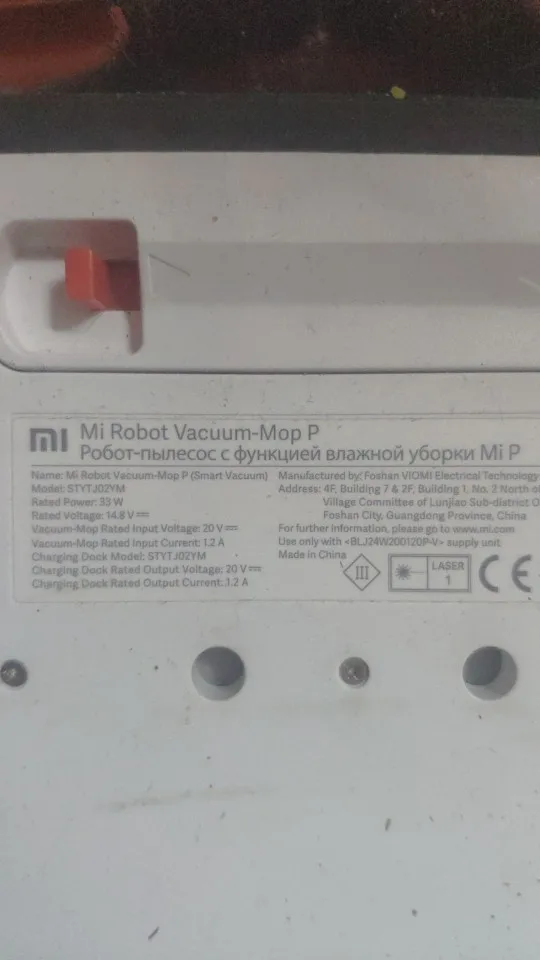 mi Mi Robot Vacuum-Mop P
Робот-пылесос с функцией влажной уборки Mi P
Name: Mi Robot Vacuum-Mop P (Smart Vacuum)
Model: STYTJ02YM
Rated Power: 33 W
Rated Voltage: 14.8 V⎓
Vacuum-Mop Rated Input Voltage: 20 V⎓
Vacuum-Mop Rated Input Current: 1.2 A
Charging Dock Model: STYTJ02YM
Charging Dock Rated Output Voltage: 20 V⎓
Charging Dock Rated Output Current: 1.2 A
Manufactured by: Foshan VIOMI Electrical Technology
Address: 4F, Building 7 & 2F, Building 1, No. 2 North of
Village Committee of Lunjiao Sub-district
Foshan City, Guangdong Province, China
For further information, please go to www.mi.com
Use only with <BLJ24W200120P-V> supply unit
Made in China
III
LASER
1
CE